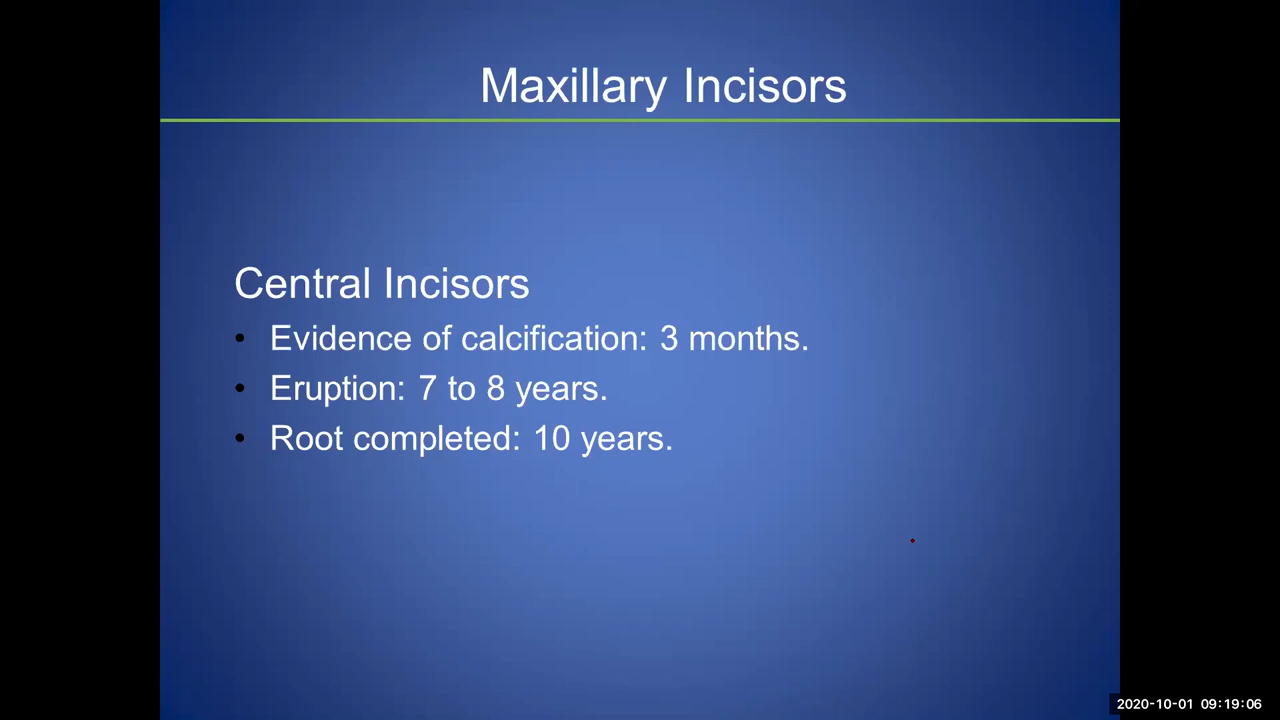 Maxillary Incisors
Central Incisors
• Evidence of calcification: 3 months.
• Eruption: 7 to 8 years.
• Root completed: 10 years.
2020-10-01 09:19:06